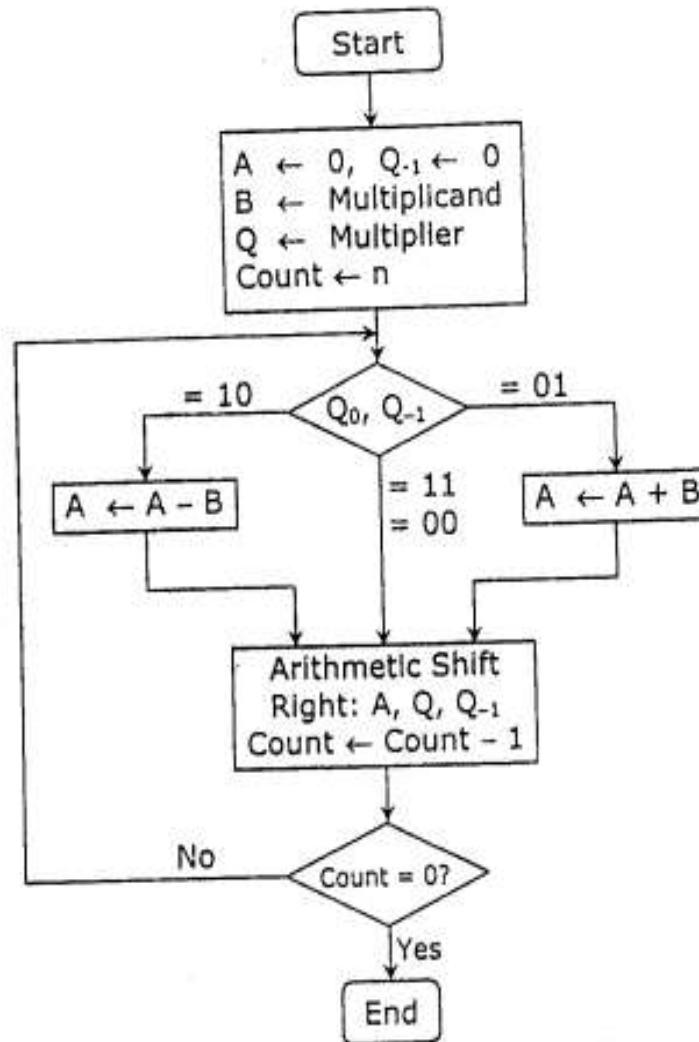 Start
A ← 0, Q₋₁ ← 0
B ← Multiplicand
Q ← Multiplier
Count ← n
= 10
Q₀, Q₋₁
= 01
A ← A – B
= 11
= 00
A ← A + B
Arithmetic Shift
Right: A, Q, Q₋₁
Count ← Count – 1
No
Count = 0?
Yes
End